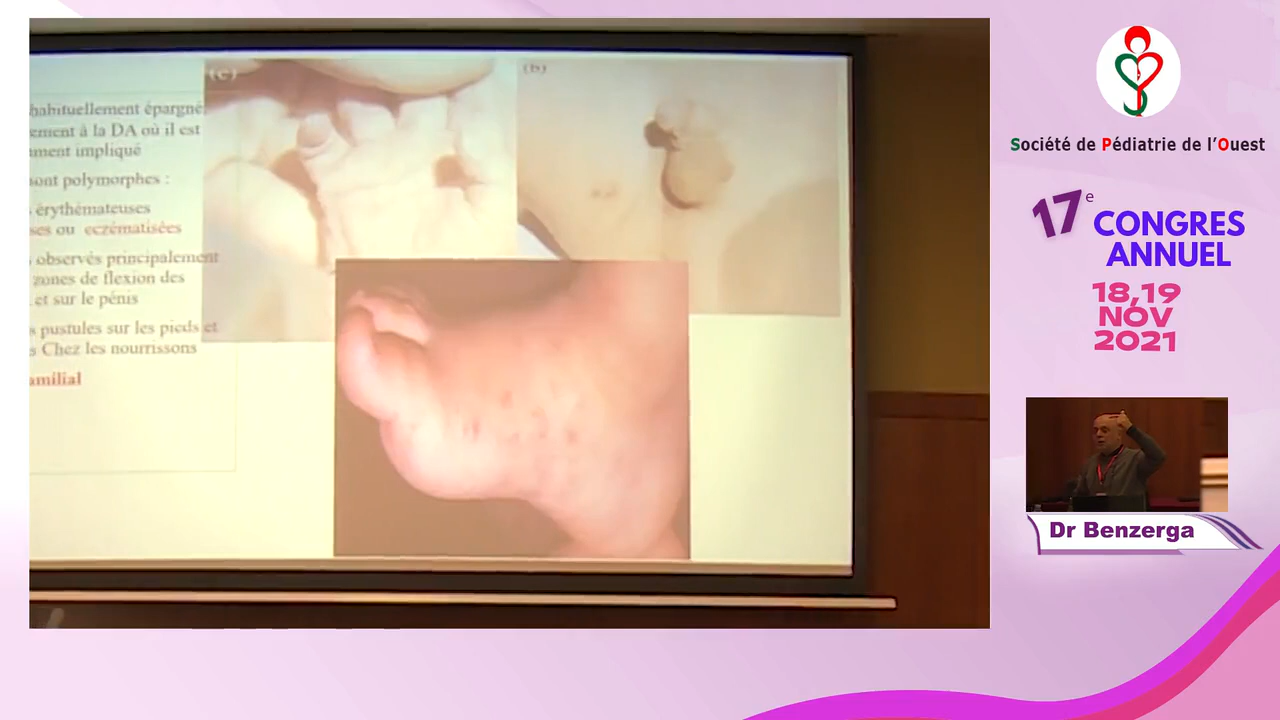 (c)
(b)
habituellement épargné,
ement à la DA où il est
ment impliqué
sont polymorphes :
érythémateuses
ses ou eczématisées
observés principalement
zones de flexion des
et sur le pénis
s pustules sur les pieds et
s Chez les nourrissons
amilial
Société de Pédiatrie de l'Ouest
17e
CONGRES
ANNUEL
18,19
NOV
2021
Dr Benzerga